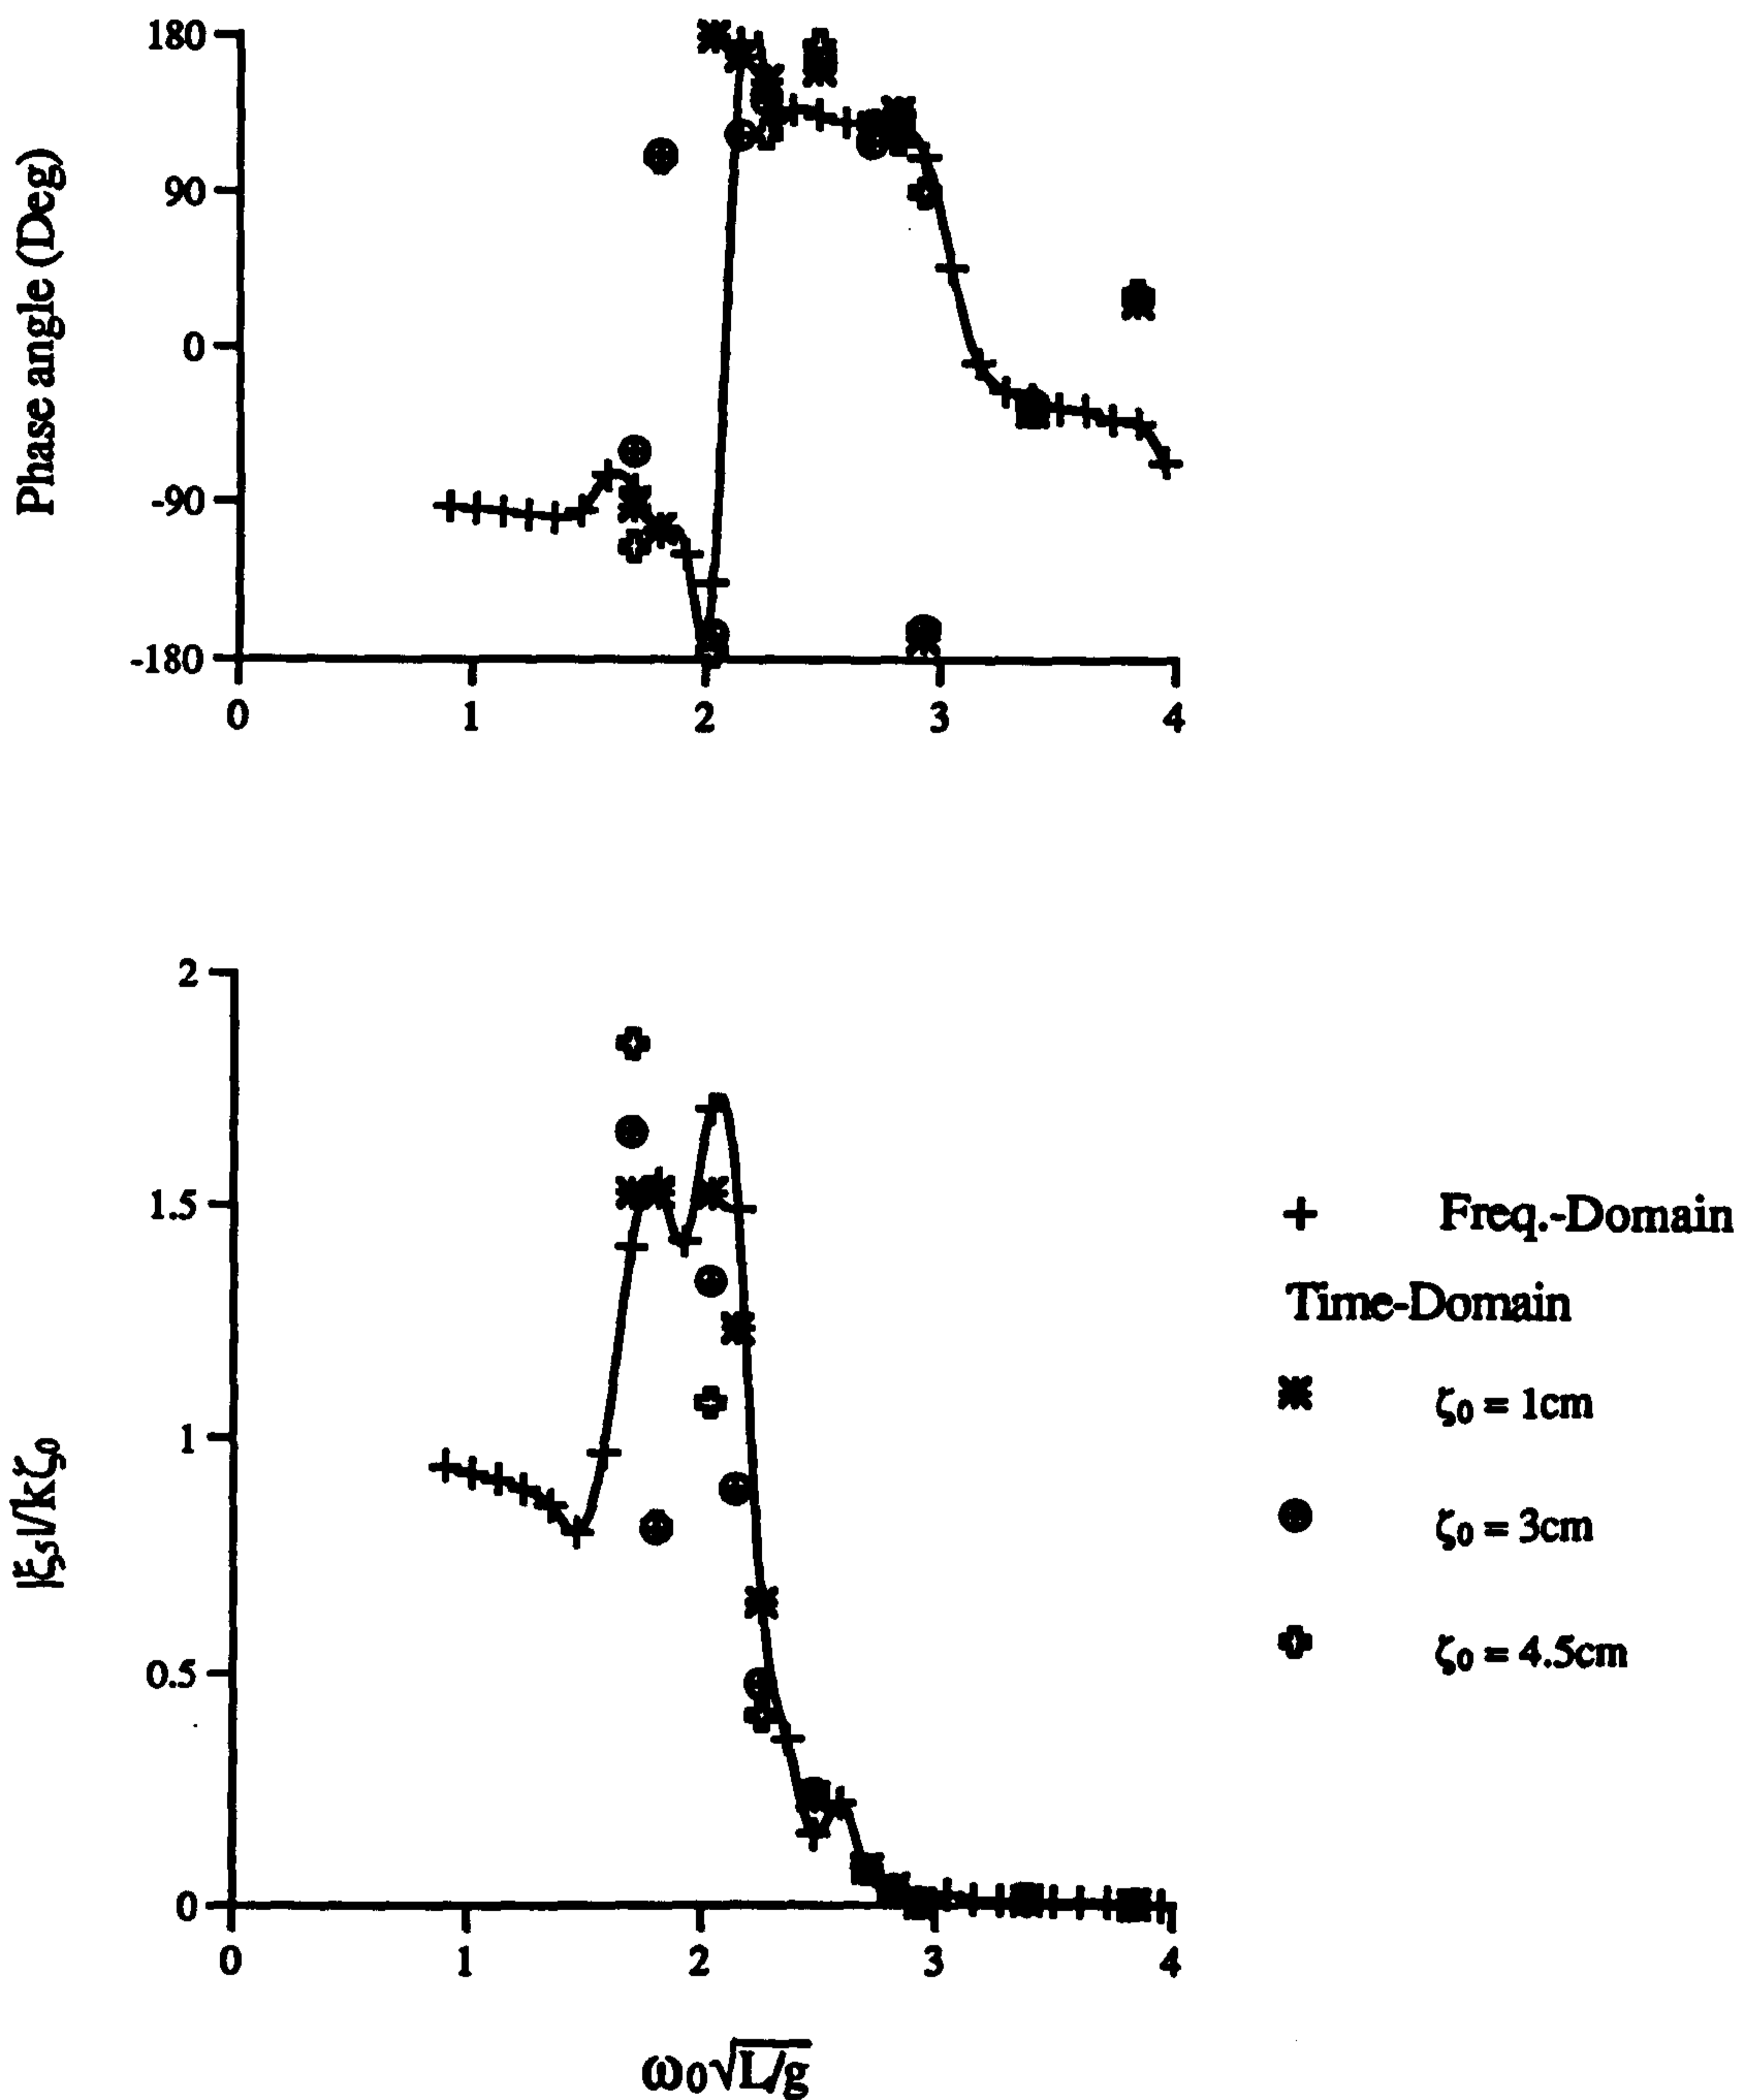 180
90
0
-90
-180
Phase angle (Deg)
0
1
2
3
4
2
1.5
1
0.5
0
|ξ5|/kζ0
0
1
2
3
4
ω0√L/g
+ Freq.-Domain
Time-Domain
ζ0 = 1cm
ζ0 = 3cm
ζ0 = 4.5cm